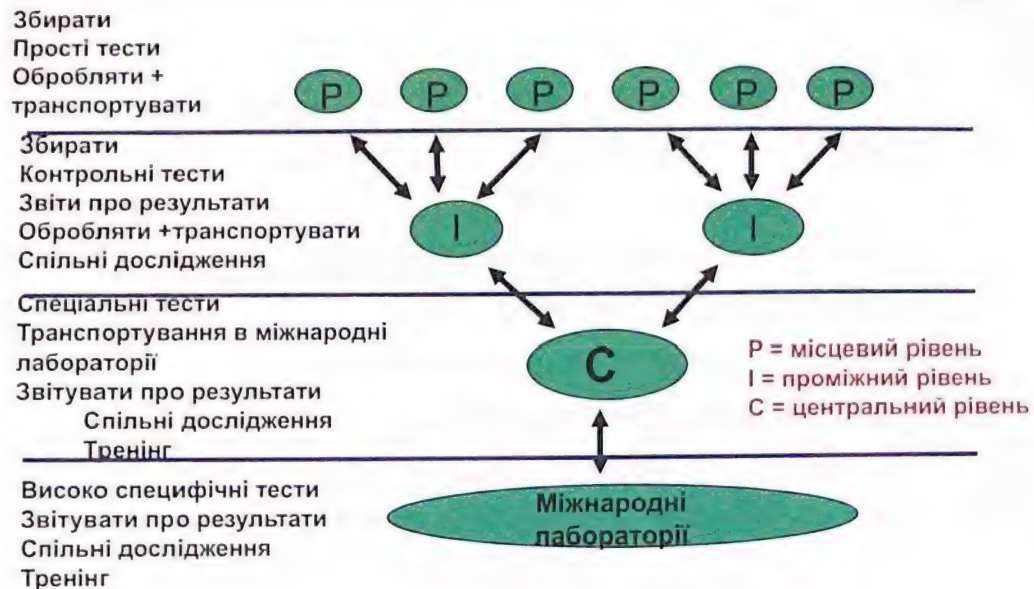 Збирати
Прості тести
Обробляти +
транспортувати
P P P P P P
Збирати
Контрольні тести
Звіти про результати
Обробляти +транспортувати
Спільні дослідження
I I
Спеціальні тести
Транспортування в міжнародні
лабораторії
Звітувати про результати
Спільні дослідження
Тренінг
C
P = місцевий рівень
I = проміжний рівень
C = центральний рівень
Високо специфічні тести
Звітувати про результати
Спільні дослідження
Тренінг
Міжнародні
лабораторії